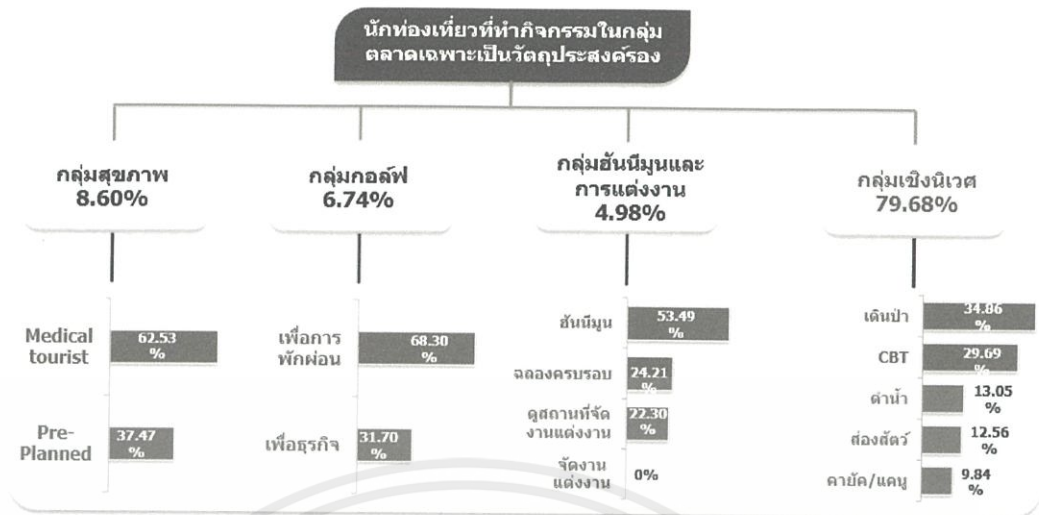 นักท่องเที่ยวที่ทำกิจกรรมในกลุ่ม
ตลาดเฉพาะเป็นวัตถุประสงค์รอง
กลุ่มสุขภาพ
8.60%
Medical
tourist
62.53
%
Pre-
Planned
37.47
%
กลุ่มกอล์ฟ
6.74%
เพื่อการ
พักผ่อน
68.30
%
เพื่อธุรกิจ
31.70
%
กลุ่มฮันนีมูนและ
การแต่งงาน
4.98%
ฮันนีมูน
53.49
%
ฉลองครบรอบ
24.21
%
ดูสถานที่จัด
งานแต่งงาน
22.30
%
จัดงาน
แต่งงาน
0%
กลุ่มเชิงนิเวศ
79.68%
เดินป่า
34.86
%
CBT
29.69
%
ดำน้ำ
13.05
%
ส่องสัตว์
12.56
%
คายัค/แคนู
9.84
%